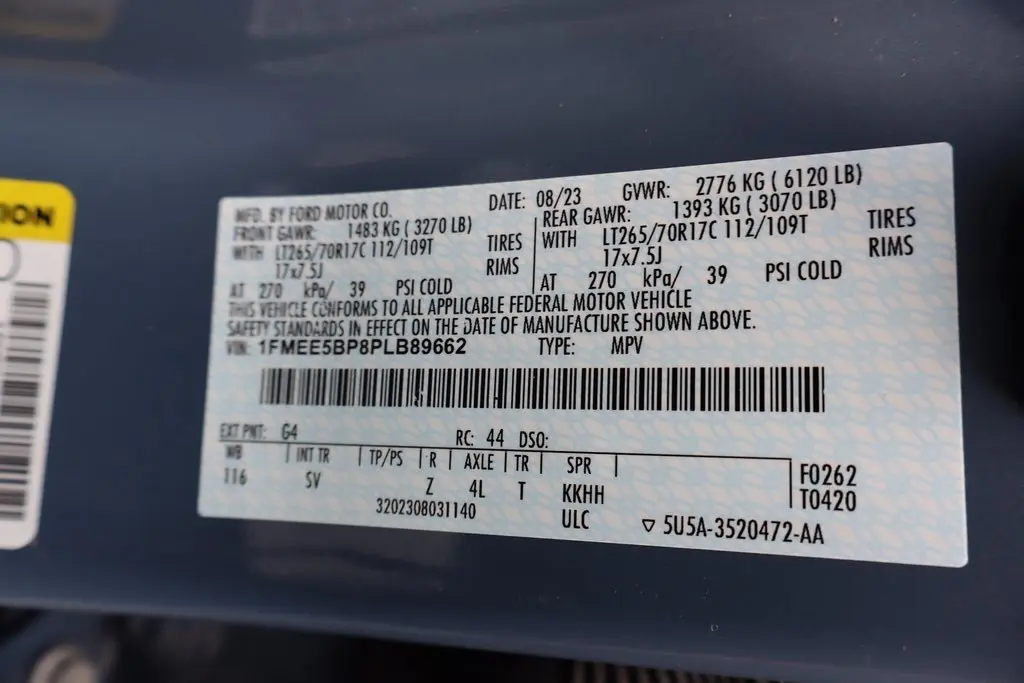 MFD. BY FORD MOTOR CO. DATE: 08/23 GVWR: 2776 KG ( 6120 LB)
FRONT GAWR: 1483 KG ( 3270 LB)
WITH LT265/70R17C 112/109T TIRES
17x7.5J RIMS
AT 270 kPa/ 39 PSI COLD
REAR GAWR: 1393 KG ( 3070 LB)
WITH LT265/70R17C 112/109T TIRES
17x7.5J RIMS
AT 270 kPa/ 39 PSI COLD
THIS VEHICLE CONFORMS TO ALL APPLICABLE FEDERAL MOTOR VEHICLE
SAFETY STANDARDS IN EFFECT ON THE DATE OF MANUFACTURE SHOWN ABOVE.
VIN: 1FMEE5BP8PLB89662 TYPE: MPV
EXT PNT: G4 RC: 44 DSO:
WB | INT TR | TP/PS | R | AXLE | TR | SPR |
116 SV Z 4L T KKHH
F0262
T0420
3202308031140 ULC ▽ 5U5A-3520472-AA